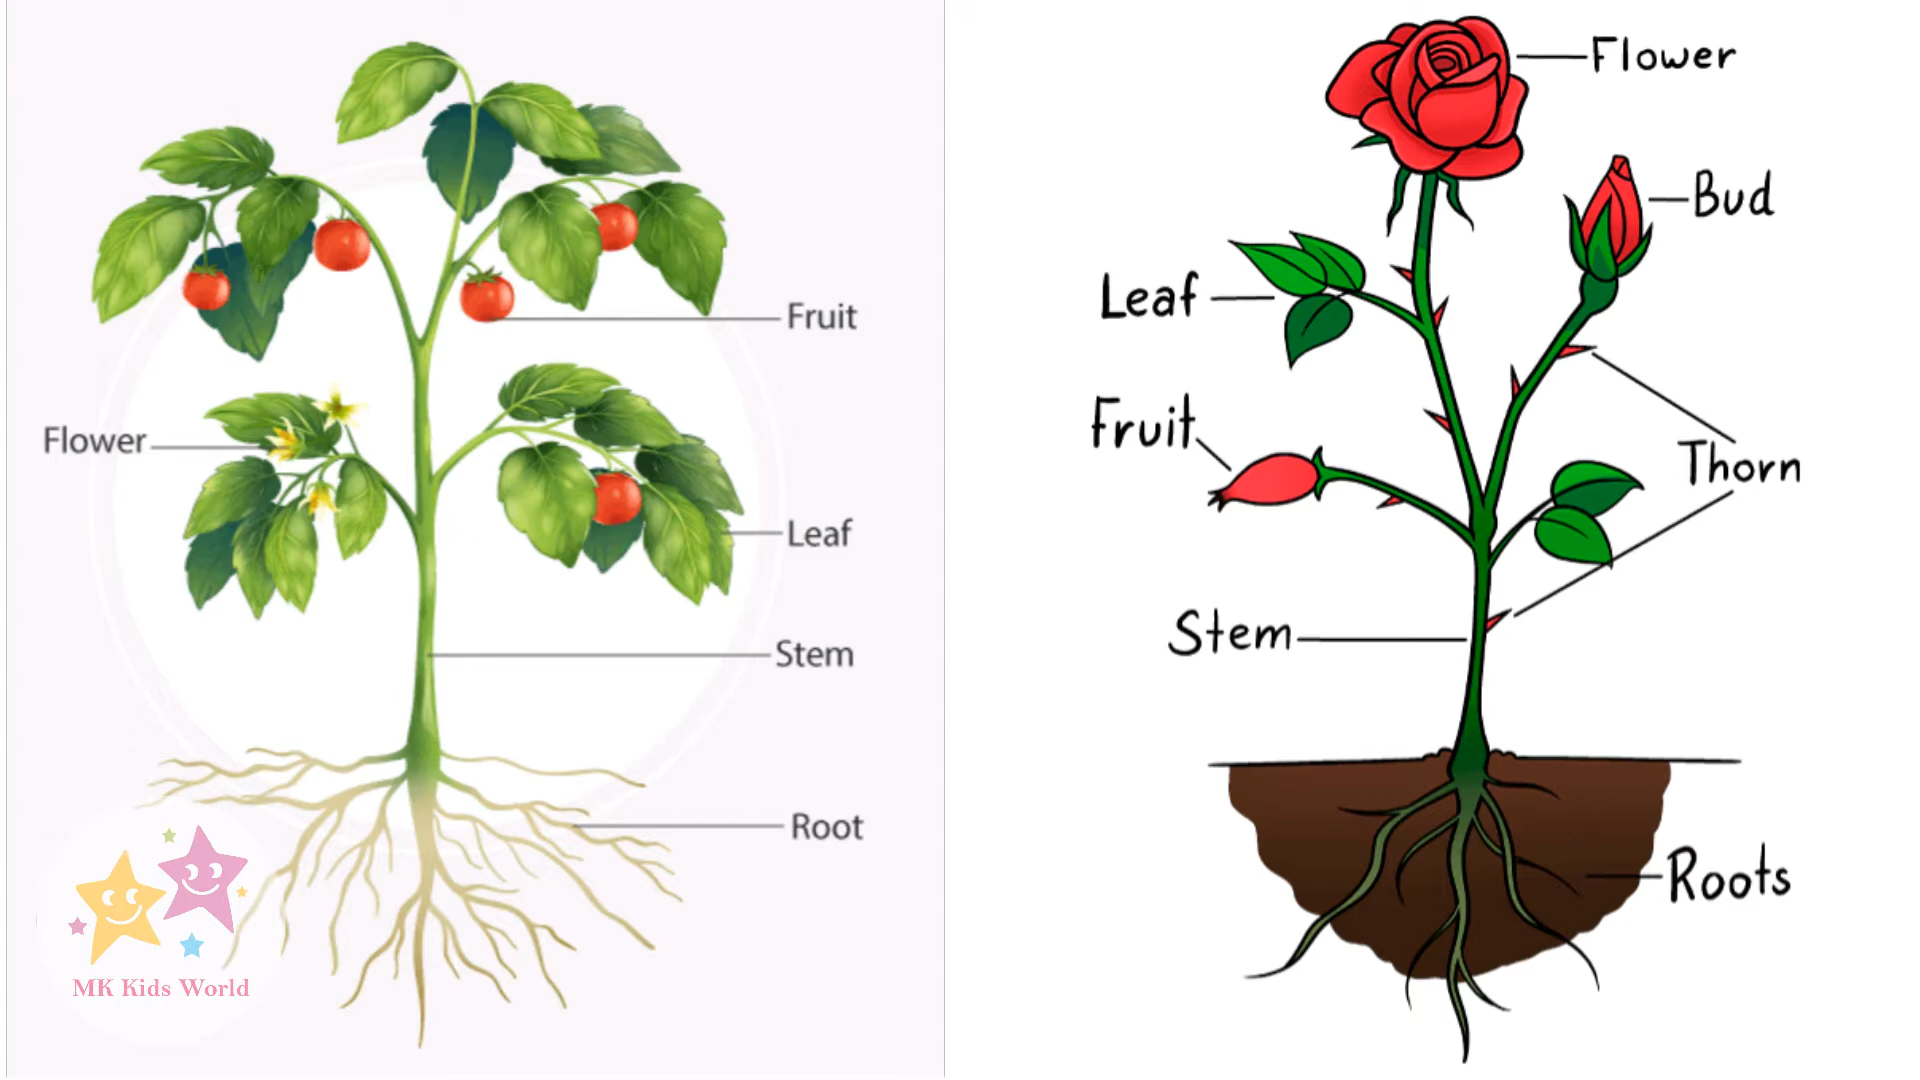 Fruit
Flower
Leaf
Stem
Root
MK Kids World
Flower
Bud
Leaf
Fruit
Thorn
Stem
Roots